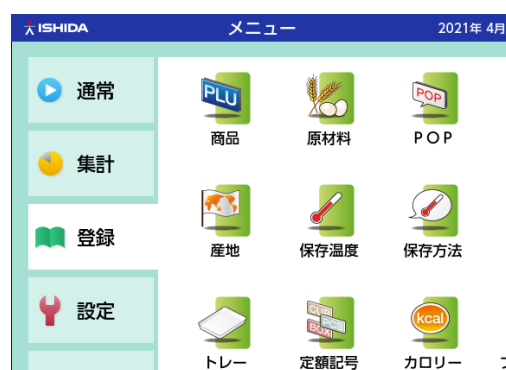 ISHIDA
メニュー
2021年 4月
通常
集計
登録
設定
PLU
商品
原材料
POP
ＰＯＰ
産地
保存温度
保存方法
トレー
CUP
PCS
BOX
定額記号
kcal
カロリー